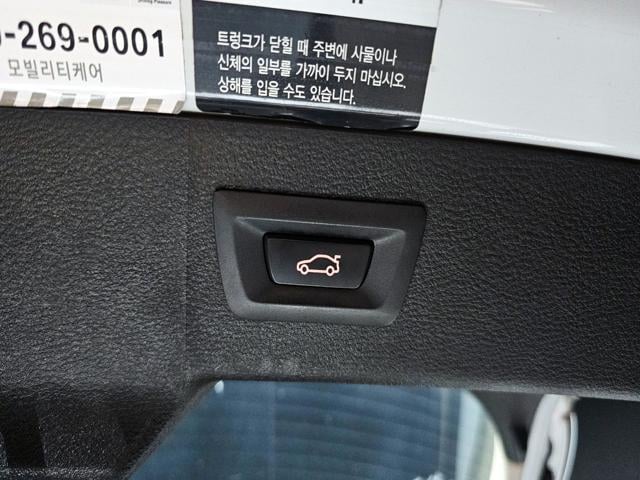 -269-0001
모빌리티케어
트렁크가 닫힐 때 주변에 사물이나
신체의 일부를 가까이 두지 마십시오.
상해를 입을 수도 있습니다.